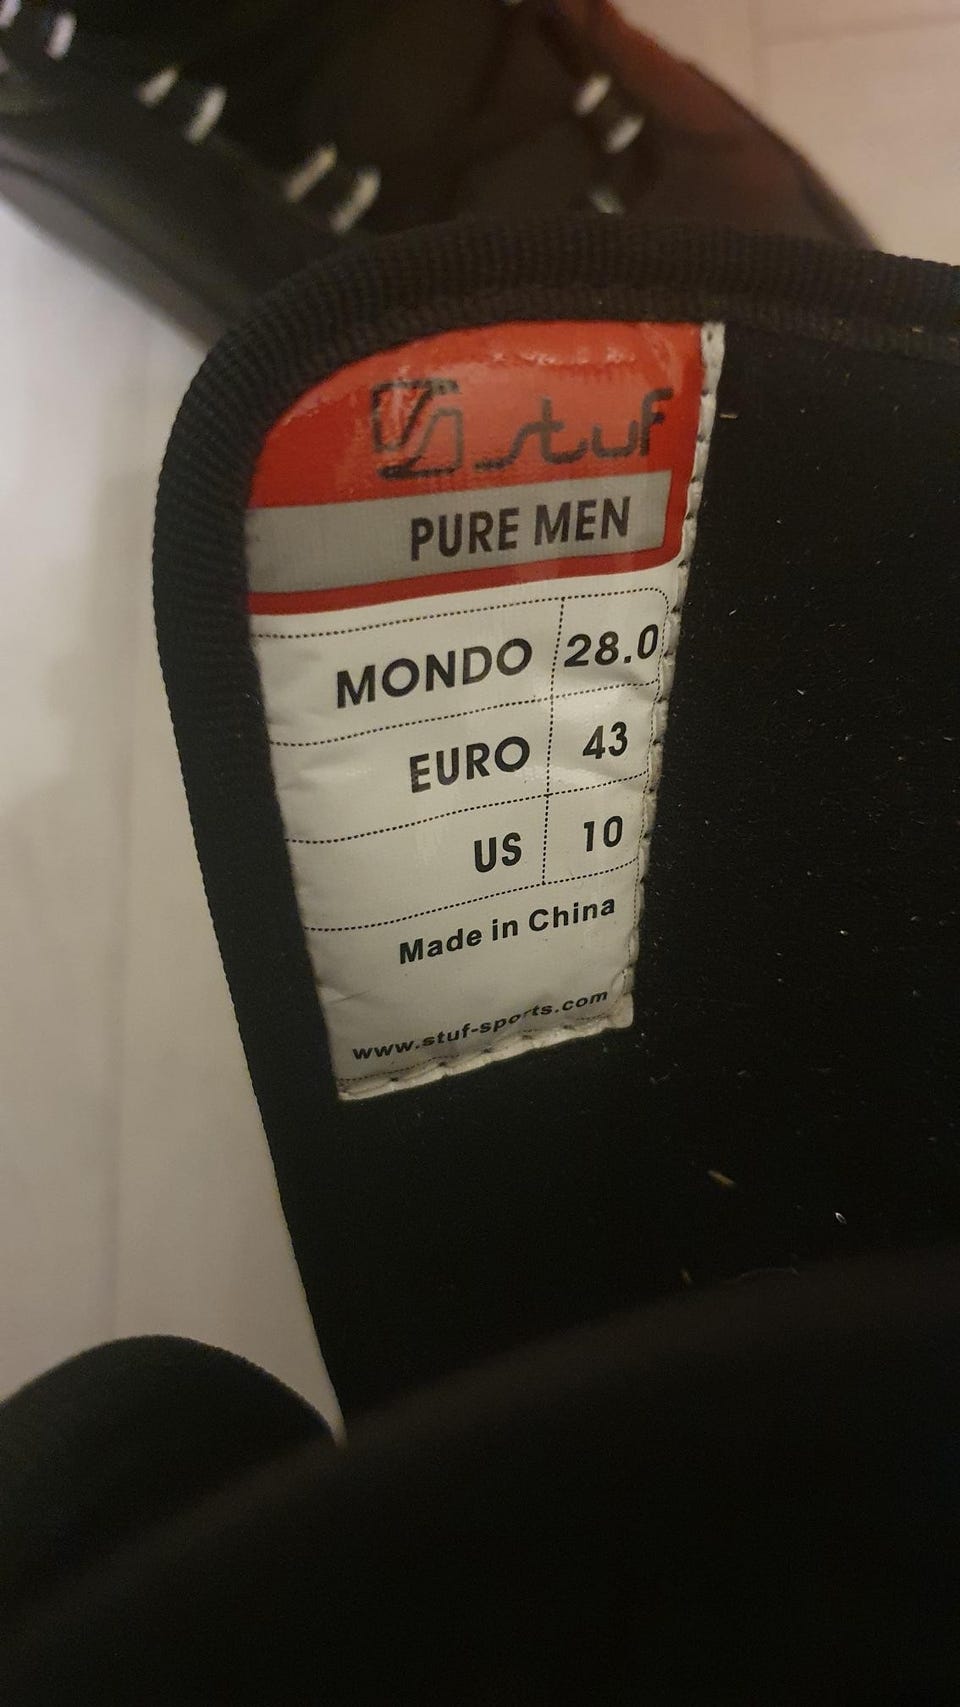 stuf
PURE MEN
MONDO 28.0
EURO 43
US 10
Made in China
www.stuf-sports.com